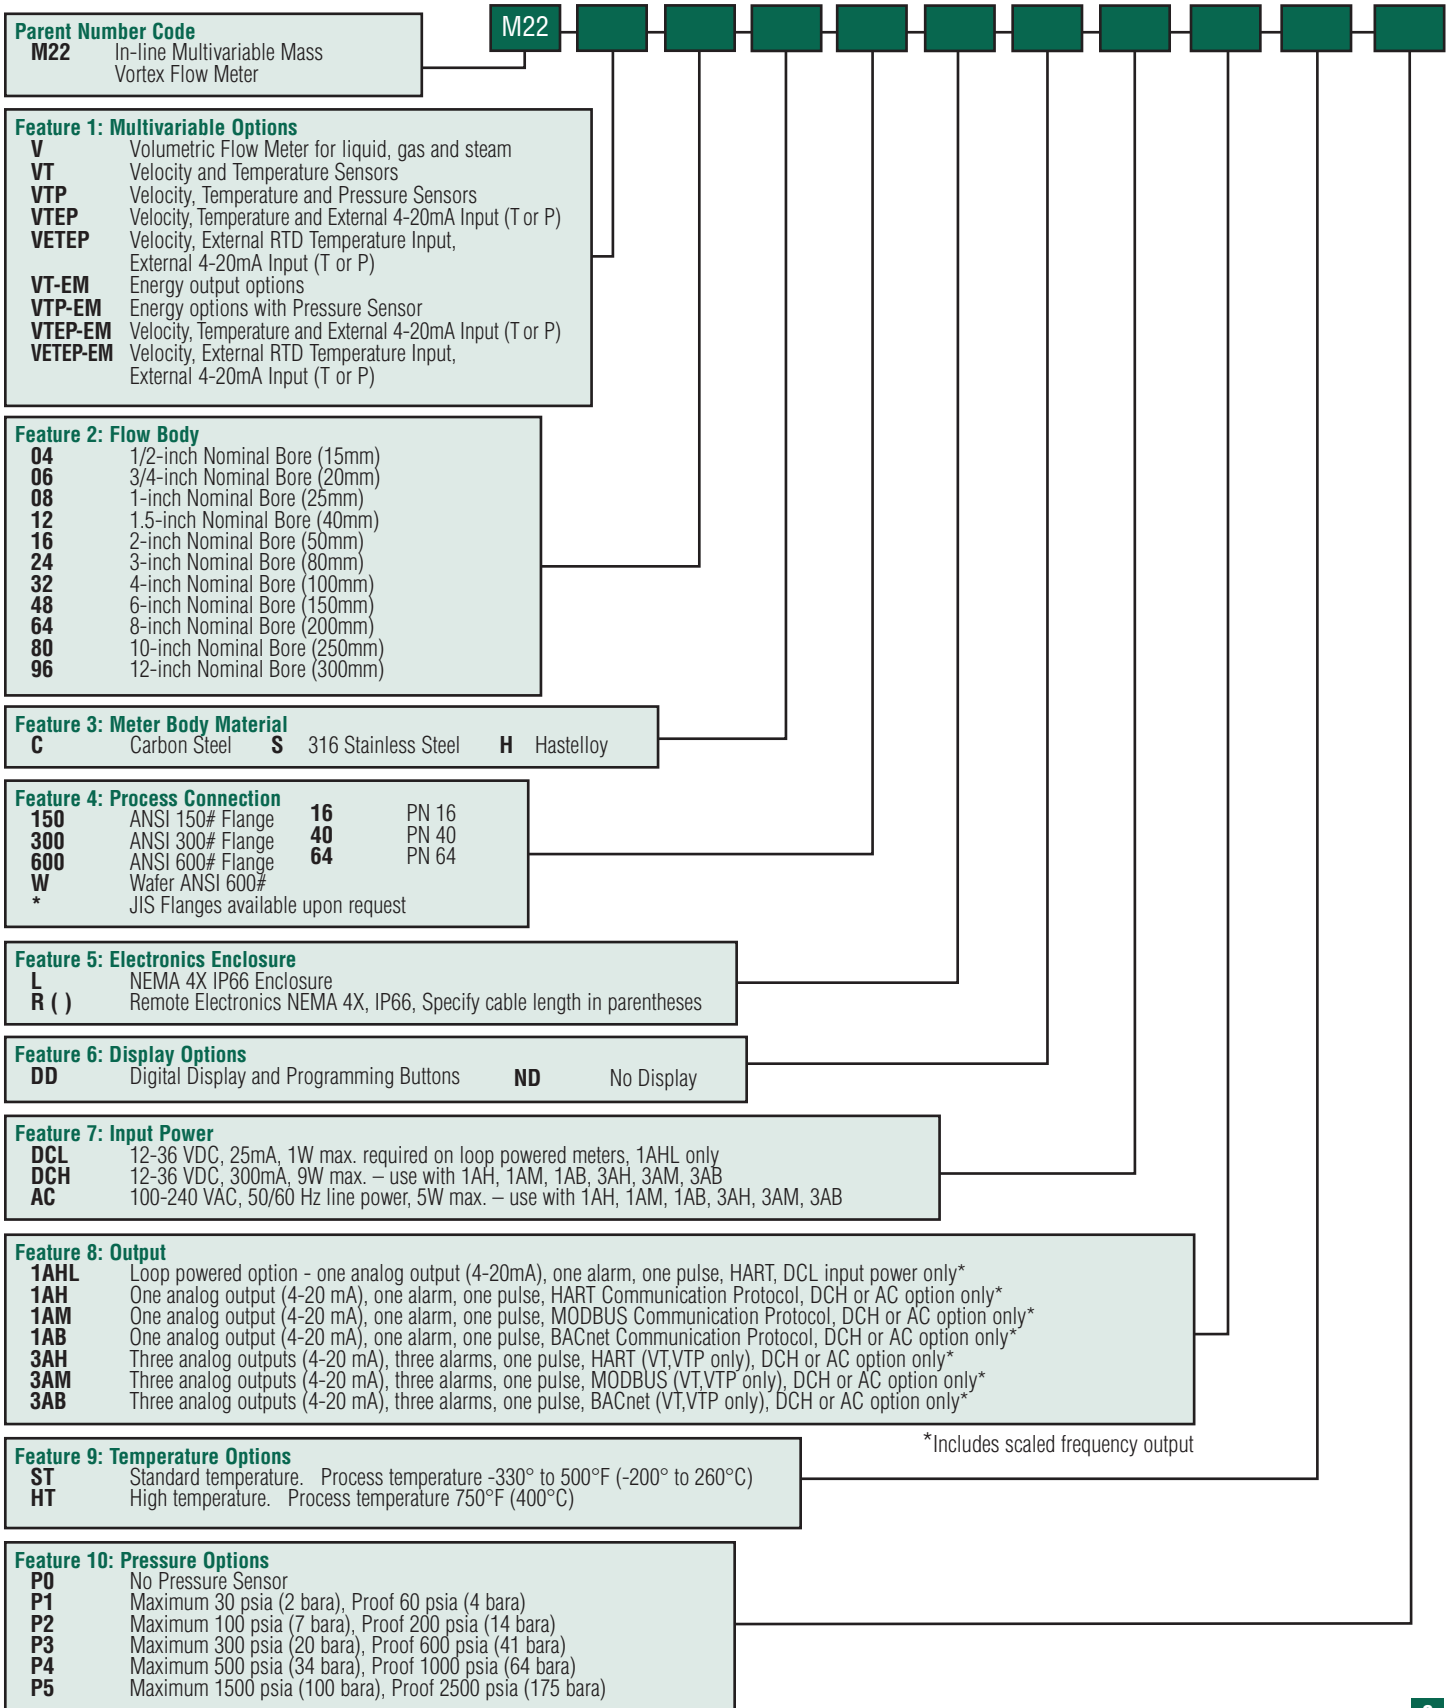 Parent Number Code
M22 In-line Multivariable Mass
Vortex Flow Meter
M22
Feature 1: Multivariable Options
V Volumetric Flow Meter for liquid, gas and steam
VT Velocity and Temperature Sensors
VTP Velocity, Temperature and Pressure Sensors
VTEP Velocity, Temperature and External 4-20mA Input (T or P)
VETEP Velocity, External RTD Temperature Input,
External 4-20mA Input (T or P)
VT-EM Energy output options
VTP-EM Energy options with Pressure Sensor
VTEP-EM Velocity, Temperature and External 4-20mA Input (T or P)
VETEP-EM Velocity, External RTD Temperature Input,
External 4-20mA Input (T or P)
Feature 2: Flow Body
04 1/2-inch Nominal Bore (15mm)
06 3/4-inch Nominal Bore (20mm)
08 1-inch Nominal Bore (25mm)
12 1.5-inch Nominal Bore (40mm)
16 2-inch Nominal Bore (50mm)
24 3-inch Nominal Bore (80mm)
32 4-inch Nominal Bore (100mm)
48 6-inch Nominal Bore (150mm)
64 8-inch Nominal Bore (200mm)
80 10-inch Nominal Bore (250mm)
96 12-inch Nominal Bore (300mm)
Feature 3: Meter Body Material
C Carbon Steel S 316 Stainless Steel H Hastelloy
Feature 4: Process Connection
150 ANSI 150# Flange 16 PN 16
300 ANSI 300# Flange 40 PN 40
600 ANSI 600# Flange 64 PN 64
W Wafer ANSI 600#
* JIS Flanges available upon request
Feature 5: Electronics Enclosure
L NEMA 4X IP66 Enclosure
R ( ) Remote Electronics NEMA 4X, IP66, Specify cable length in parentheses
Feature 6: Display Options
DD Digital Display and Programming Buttons ND No Display
Feature 7: Input Power
DCL 12-36 VDC, 25mA, 1W max. required on loop powered meters, 1AHL only
DCH 12-36 VDC, 300mA, 9W max. – use with 1AH, 1AM, 1AB, 3AH, 3AM, 3AB
AC 100-240 VAC, 50/60 Hz line power, 5W max. – use with 1AH, 1AM, 1AB, 3AH, 3AM, 3AB
Feature 8: Output
1AHL Loop powered option - one analog output (4-20mA), one alarm, one pulse, HART, DCL input power only*
1AH One analog output (4-20 mA), one alarm, one pulse, HART Communication Protocol, DCH or AC option only*
1AM One analog output (4-20 mA), one alarm, one pulse, MODBUS Communication Protocol, DCH or AC option only*
1AB One analog output (4-20 mA), one alarm, one pulse, BACnet Communication Protocol, DCH or AC option only*
3AH Three analog outputs (4-20 mA), three alarms, one pulse, HART (VT,VTP only), DCH or AC option only*
3AM Three analog outputs (4-20 mA), three alarms, one pulse, MODBUS (VT,VTP only), DCH or AC option only*
3AB Three analog outputs (4-20 mA), three alarms, one pulse, BACnet (VT,VTP only), DCH or AC option only*
*Includes scaled frequency output
Feature 9: Temperature Options
ST Standard temperature. Process temperature -330° to 500°F (-200° to 260°C)
HT High temperature. Process temperature 750°F (400°C)
Feature 10: Pressure Options
P0 No Pressure Sensor
P1 Maximum 30 psia (2 bara), Proof 60 psia (4 bara)
P2 Maximum 100 psia (7 bara), Proof 200 psia (14 bara)
P3 Maximum 300 psia (20 bara), Proof 600 psia (41 bara)
P4 Maximum 500 psia (34 bara), Proof 1000 psia (64 bara)
P5 Maximum 1500 psia (100 bara), Proof 2500 psia (175 bara)